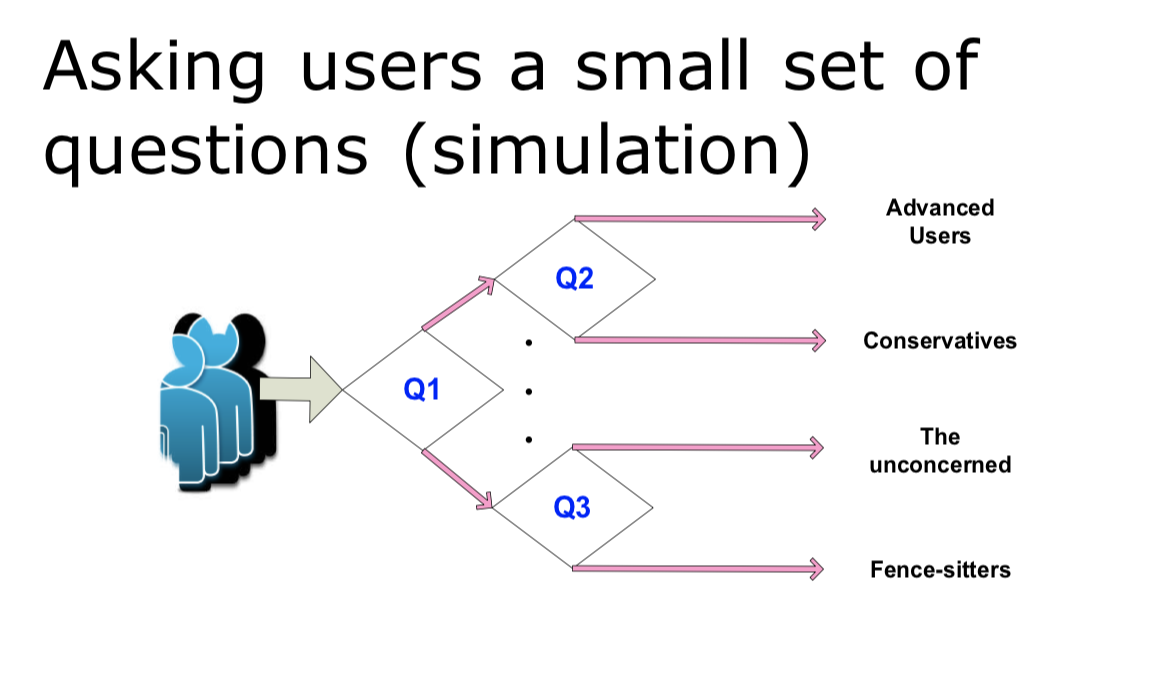 Asking users a small set of
questions (simulation)
Advanced
Users
Q2
Conservatives
Q1
The
unconcerned
Q3
Fence-sitters